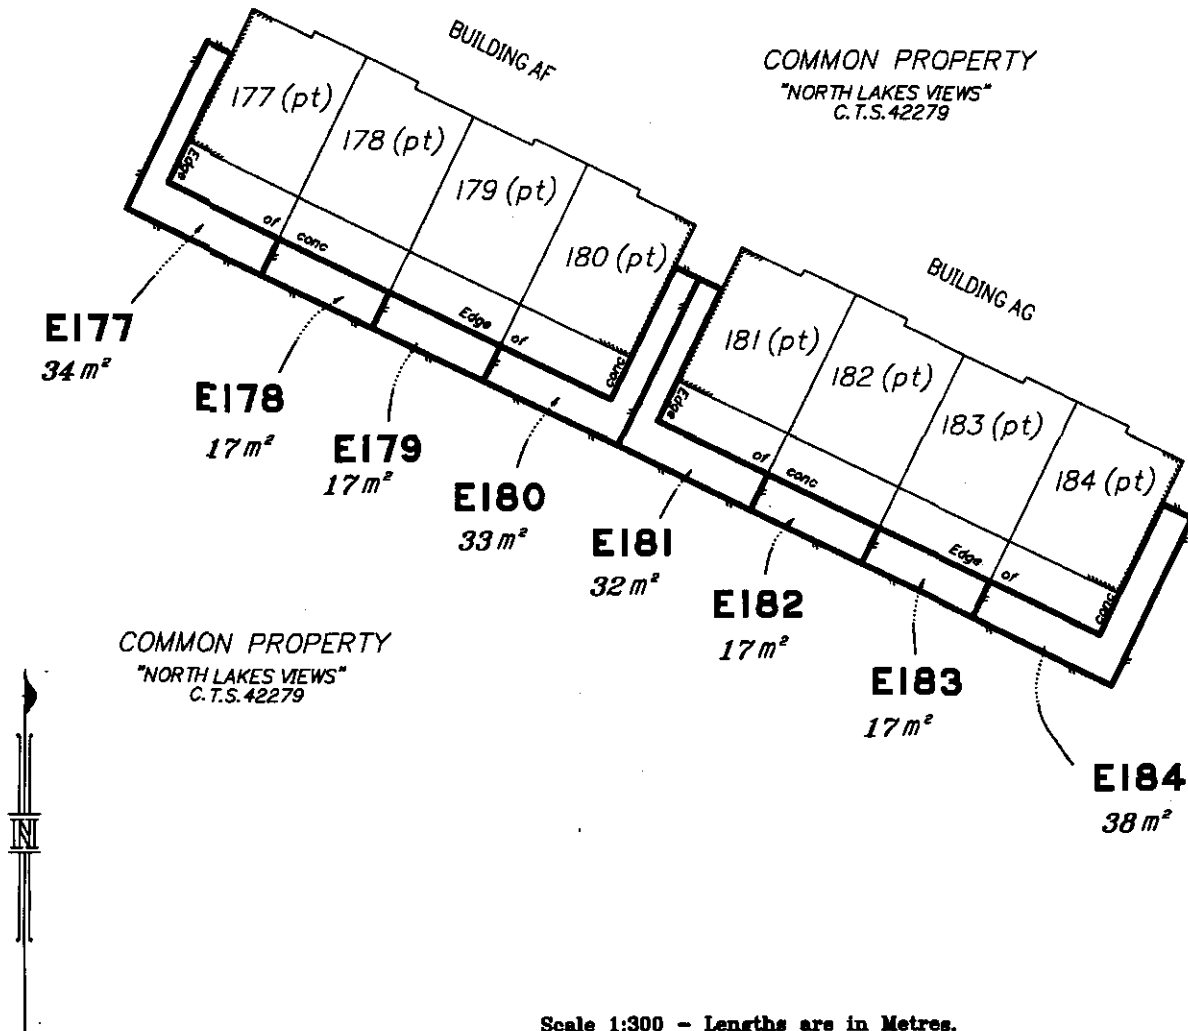 BUILDING AF
COMMON PROPERTY
"NORTH LAKES VIEWS"
C.T.S.42279
177 (pt)
178 (pt)
179 (pt)
180 (pt)
Edge
of
conc
Edge
of
conc
BUILDING AG
181 (pt)
182 (pt)
183 (pt)
184 (pt)
Edge
of
conc
Edge
of
conc
E177
34 m²
E178
17 m²
E179
17 m²
E180
33 m²
E181
32 m²
E182
17 m²
E183
17 m²
E184
38 m²
COMMON PROPERTY
"NORTH LAKES VIEWS"
C.T.S.42279
N
Scale 1:300 - Lengths are in Metres.